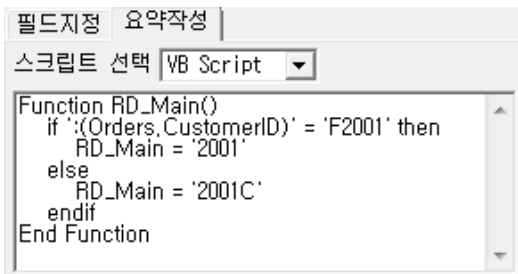 필드지정 요약작성
스크립트 선택 VB Script
Function RD_Main()
if ':(Orders,CustomerID)' = 'F2001' then
RD_Main = '2001'
else
RD_Main = '2001C'
endif
End Function